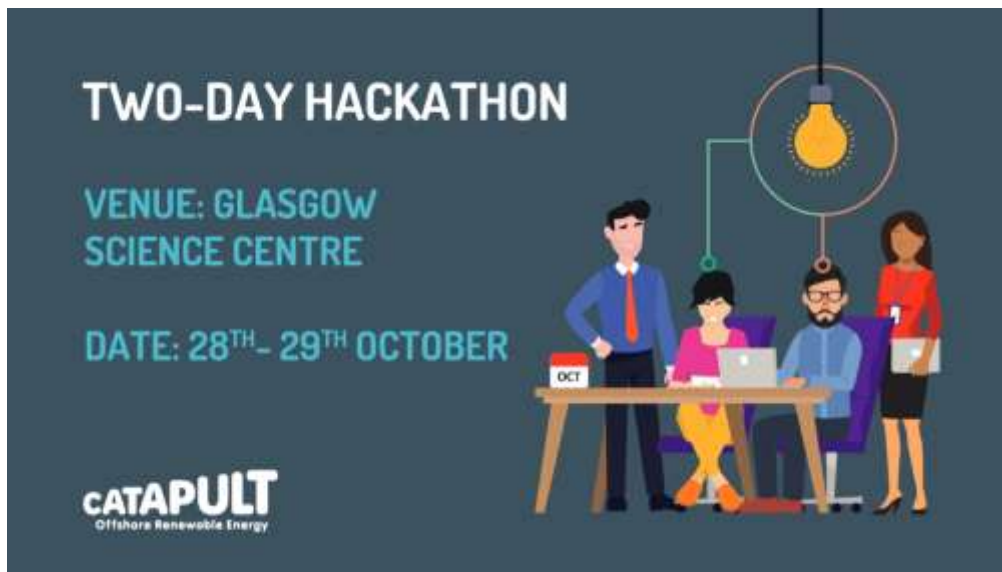 TWO-DAY HACKATHON
VENUE: GLASGOW
SCIENCE CENTRE
DATE: 28TH- 29TH OCTOBER
OCT
CATAPULT
Offshore Renewable Energy